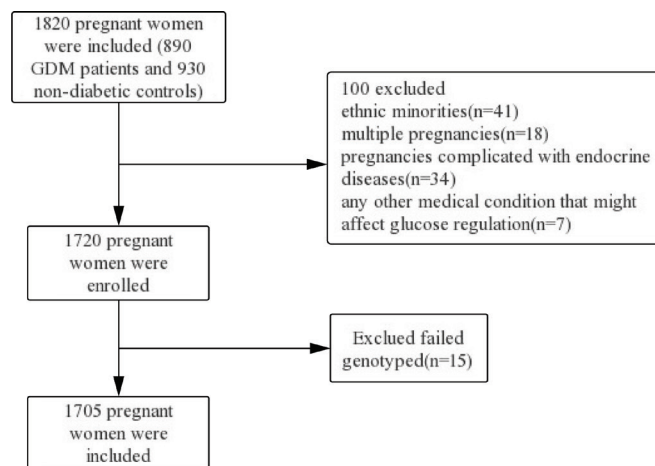 1820 pregnant women
were included (890
GDM patients and 930
non-diabetic controls)
100 excluded
ethnic minorities(n=41)
multiple pregnancies(n=18)
pregnancies complicated with endocrine
diseases(n=34)
any other medical condition that might
affect glucose regulation(n=7)
1720 pregnant
women were
enrolled
Exclued failed
genotyped(n=15)
1705 pregnant
women were
included